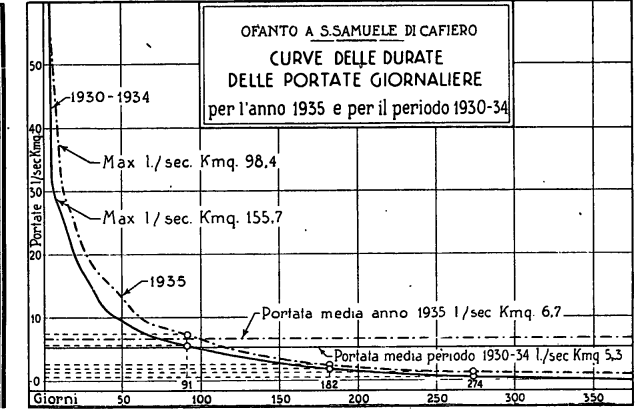 OFANTO A S.SAMUELE DI CAFIERO
CURVE DELLE DURATE
DELLE PORTATE GIORNALIERE
per l'anno 1935 e per il periodo 1930-34
50
1930-1934
40
Max l./sec. Kmq. 98,4
30
Max l/sec. Kmq. 155,7
Portate l/sec Kmq.
20
1935
10
Portata media anno 1935 l/sec Kmq. 6,7
Portata media periodo 1930-34 l./sec Kmq 5,3
0
91
182
274
Giorni
50
100
150
200
250
300
350